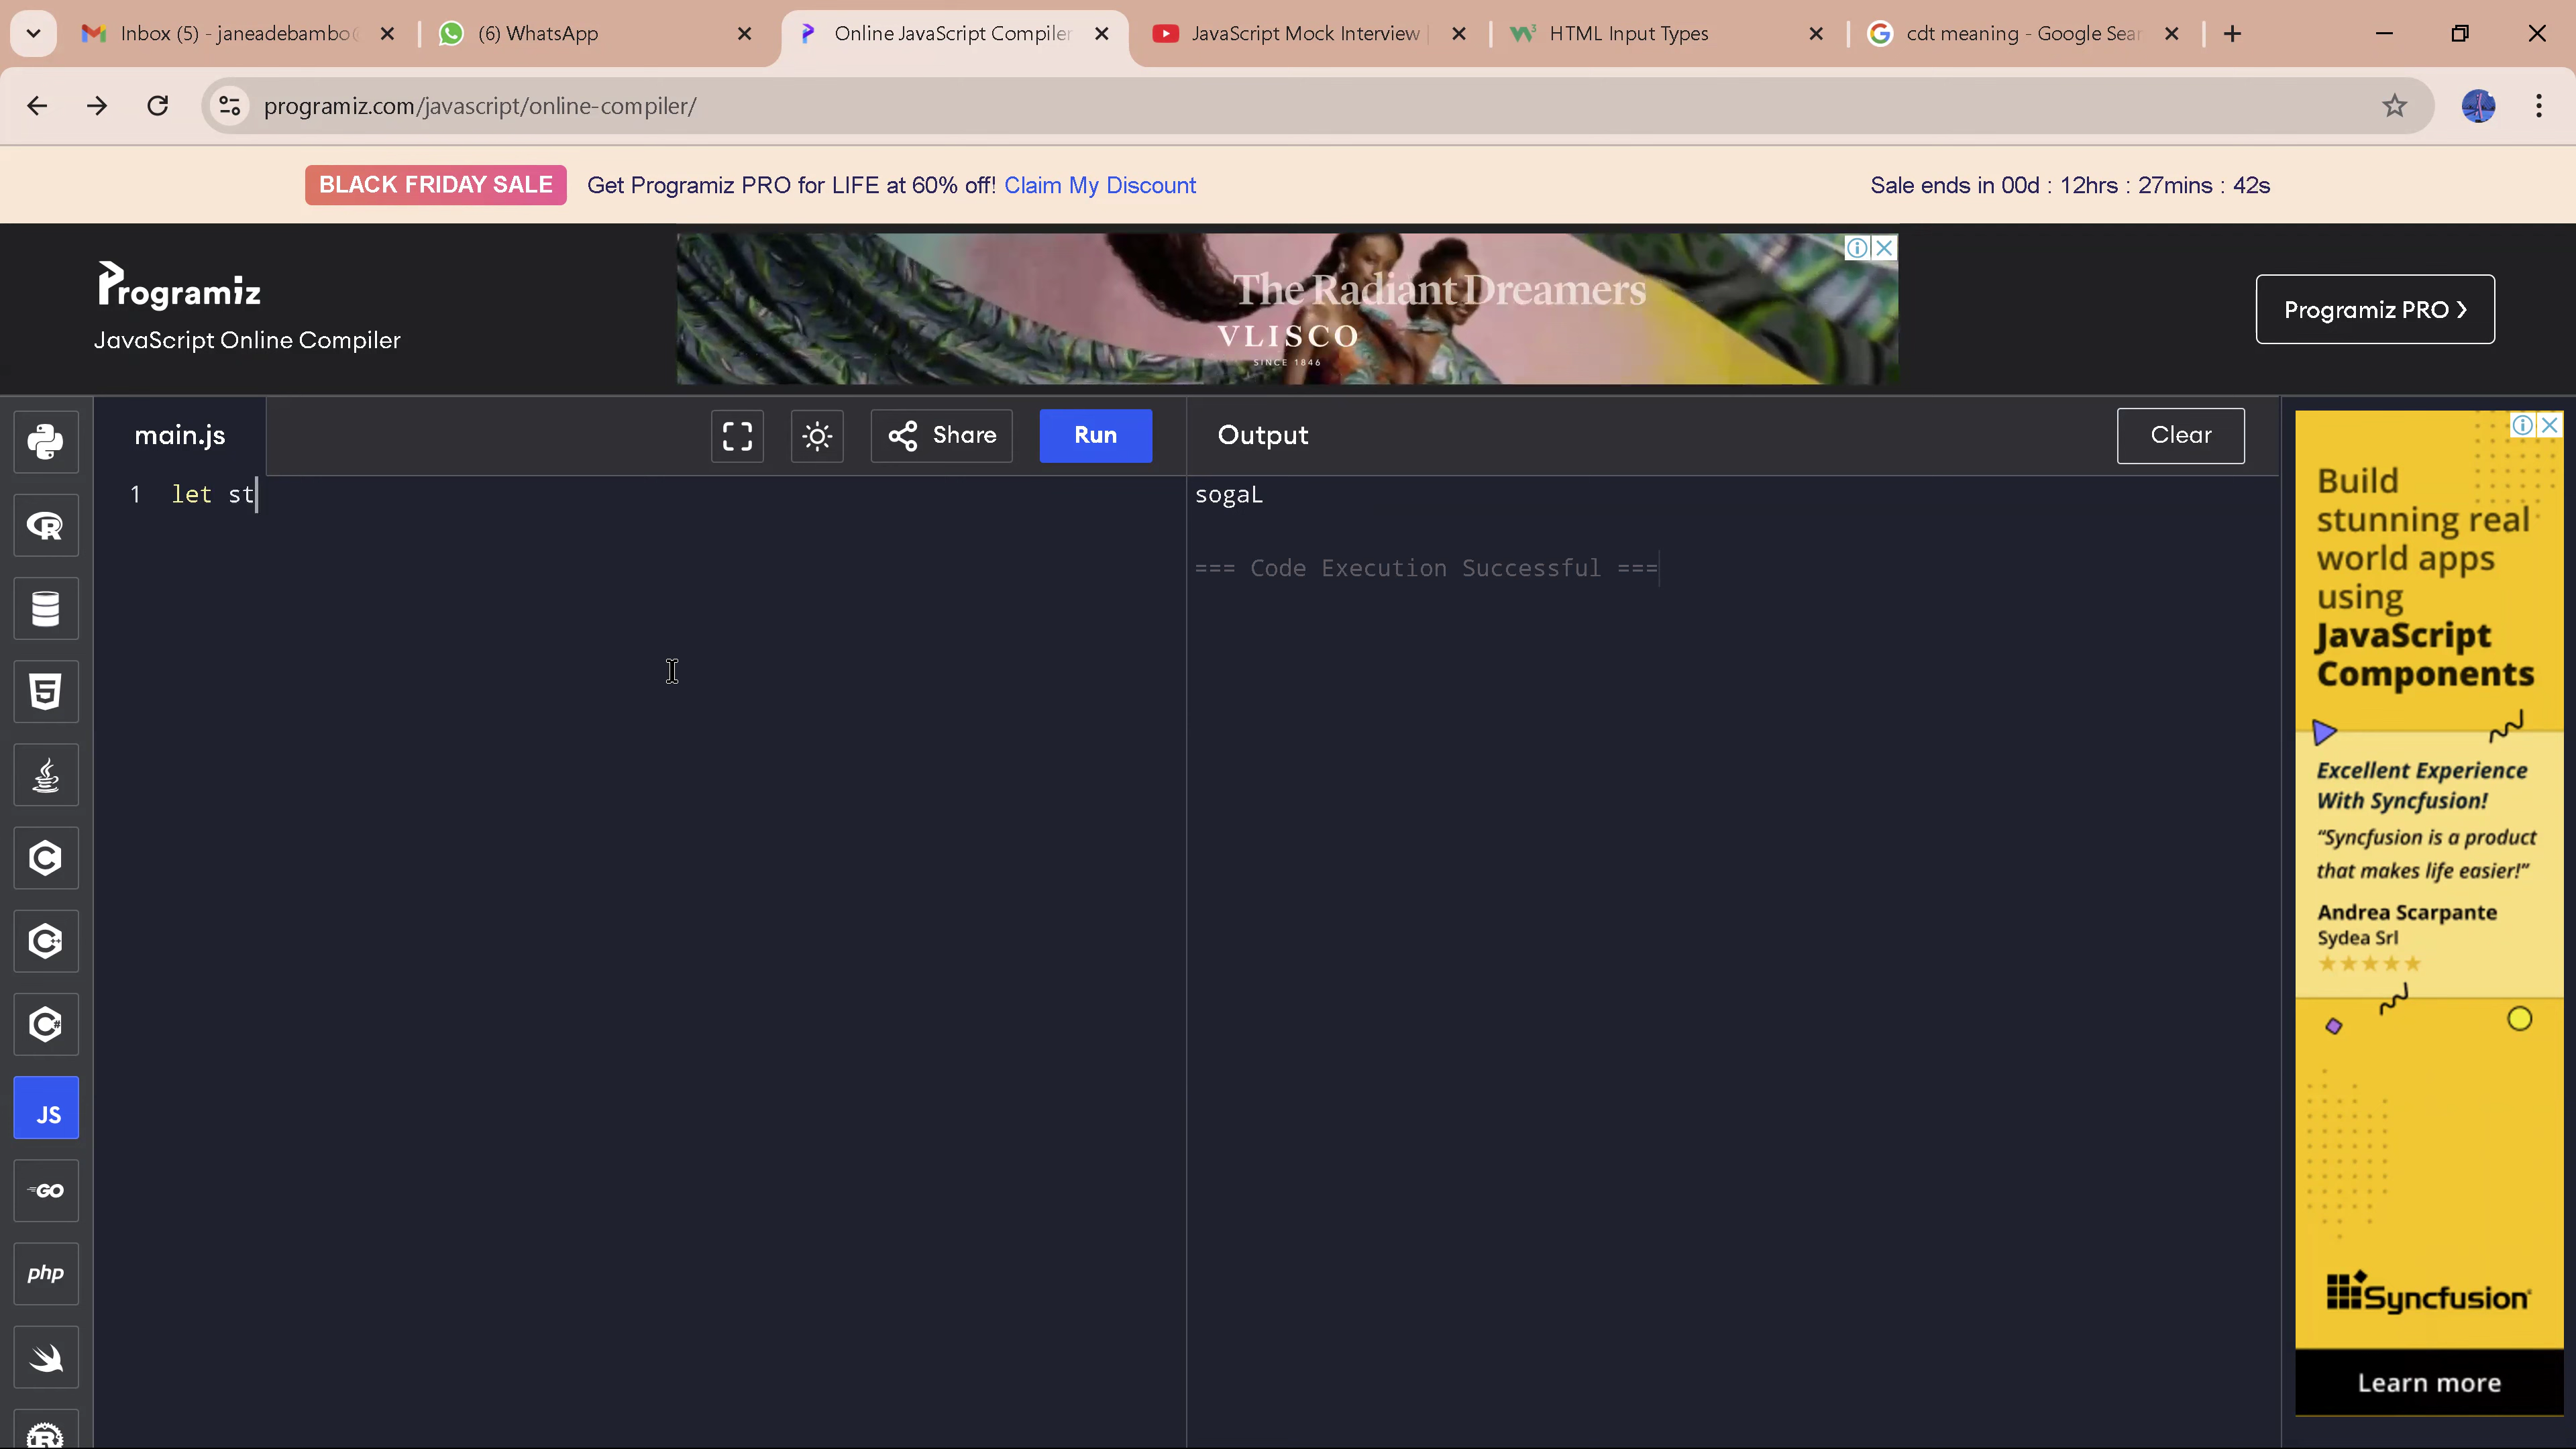 Inbox (5) - janeadebambo@
(6) WhatsApp
Online JavaScript Compiler
JavaScript Mock Interview
HTML Input Types
cdt meaning - Google Sear
programiz.com/javascript/online-compiler/
BLACK FRIDAY SALE
Get Programiz PRO for LIFE at 60% off! Claim My Discount
Sale ends in 00d : 12hrs : 27mins : 42s
Programiz
JavaScript Online Compiler
The Radiant Dreamers
VLISCO
SINCE 1846
Programiz PRO
main.js
Share
Run
Output
Clear
1 let st
sogaL
=== Code Execution Successful ===
JS
GO
php
Build
stunning real
world apps
using
JavaScript
Components
Excellent Experience
With Syncfusion!
“Syncfusion is a product
that makes life easier!”
Andrea Scarpante
Sydea Srl
Syncfusion
Learn more